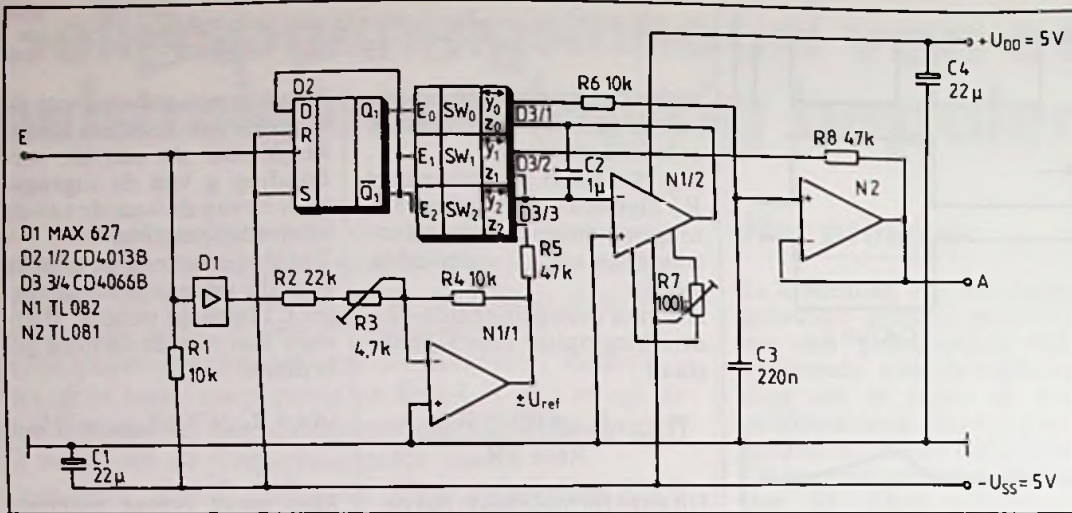 +U_DD = 5V
C4
22µ
D2
D
R
S
Q₁
Q̅₁
E₀ SW₀ y₀ z₀
E₁ SW₁ y₁ z₁
E₂ SW₂ y₂ z₂
D3/1
D3/2
D3/3
R6 10k
C2
1µ
R8 47k
N1/2
N2
E
A
D1 MAX 627
D2 1/2 CD4013B
D3 3/4 CD4066B
N1 TL082
N2 TL081
D1
R1
10k
R2 22k
R3
4,7k
R4 10k
R5
47k
R7
100k
N1/1
±U_ref
C3
220n
C1
22µ
-U_SS = 5V